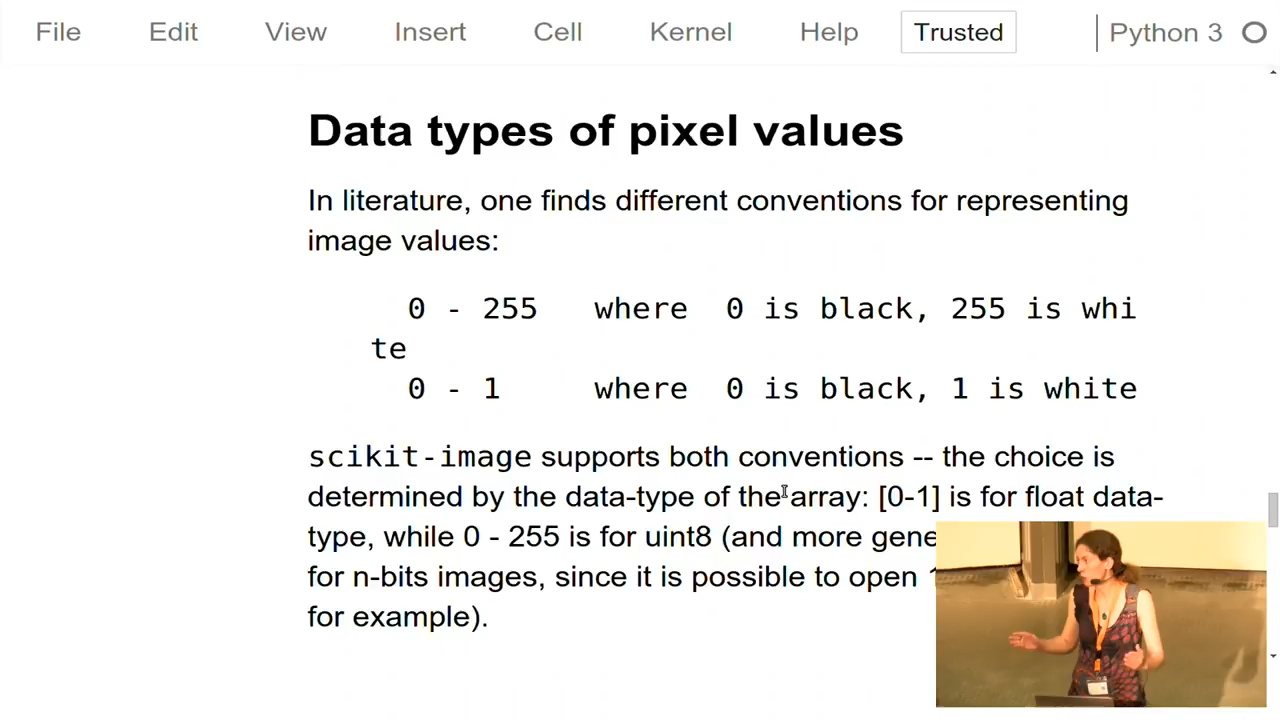 File Edit View Insert Cell Kernel Help Trusted Python 3
Data types of pixel values
In literature, one finds different conventions for representing
image values:
0 - 255 where 0 is black, 255 is whi
te
0 - 1 where 0 is black, 1 is white
scikit-image supports both conventions -- the choice is
determined by the data-type of the array: [0-1] is for float data-
type, while 0 - 255 is for uint8 (and more gene
for n-bits images, since it is possible to open
for example).